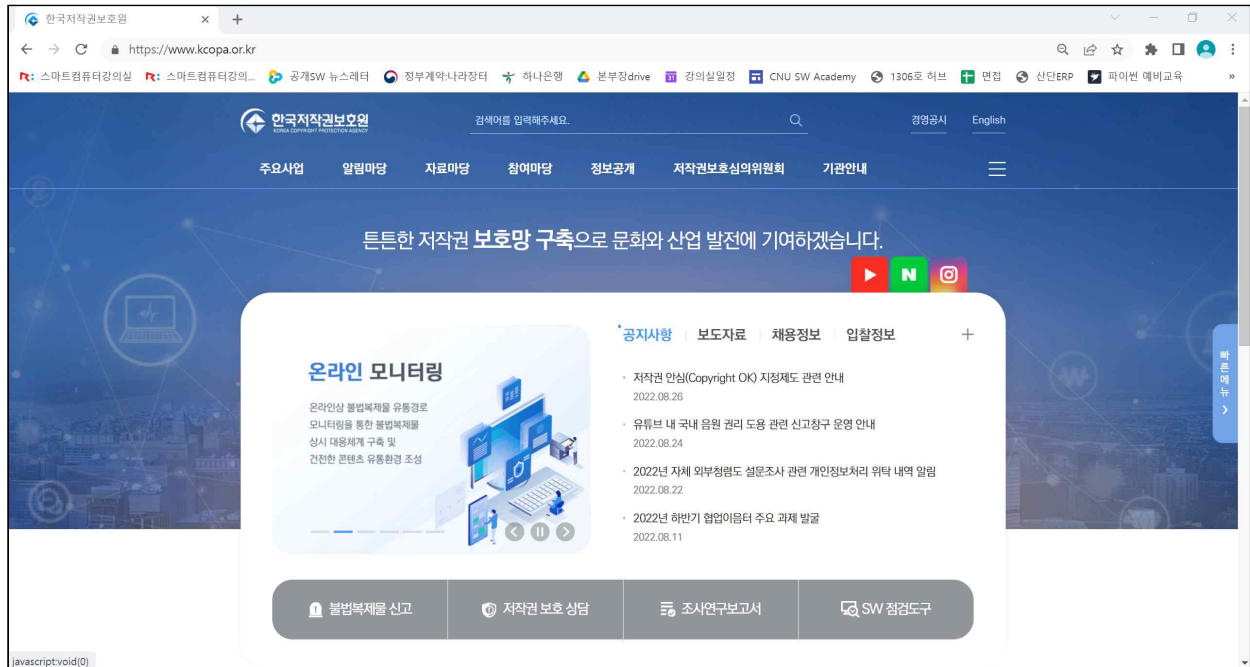 한국저작권보호원
https://www.kcopa.or.kr
스마트컴퓨터강의실 스마트컴퓨터강의... 공개SW 뉴스레터 정부계약:나라장터 하나은행 본부장drive 31 강의실일정 CNU SW Academy 1306호 허브 면접 산단ERP 파이썬 예비교육 »
한국저작권보호원
KOREA COPYRIGHT PROTECTION AGENCY
검색어를 입력해주세요.
경영공시 English
주요사업 알림마당 자료마당 참여마당 정보공개 저작권보호심의위원회 기관안내
튼튼한 저작권 보호망 구축으로 문화와 산업 발전에 기여하겠습니다.
N
온라인 모니터링
온라인상 불법복제물 유통경로
모니터링을 통한 불법복제물
상시 대응체계 구축 및
건전한 콘텐츠 유통환경 조성
공지사항 보도자료 채용정보 입찰정보
저작권 안심(Copyright OK) 지정제도 관련 안내
2022.08.26
유튜브 내 국내 음원 권리 도용 관련 신고창구 운영 안내
2022.08.24
2022년 자체 외부청렴도 설문조사 관련 개인정보처리 위탁 내역 알림
2022.08.22
2022년 하반기 협업이음터 주요 과제 발굴
2022.08.11
빠른메뉴
불법복제물 신고 저작권 보호 상담 조사연구보고서 SW 점검도구
javascript:void(0)